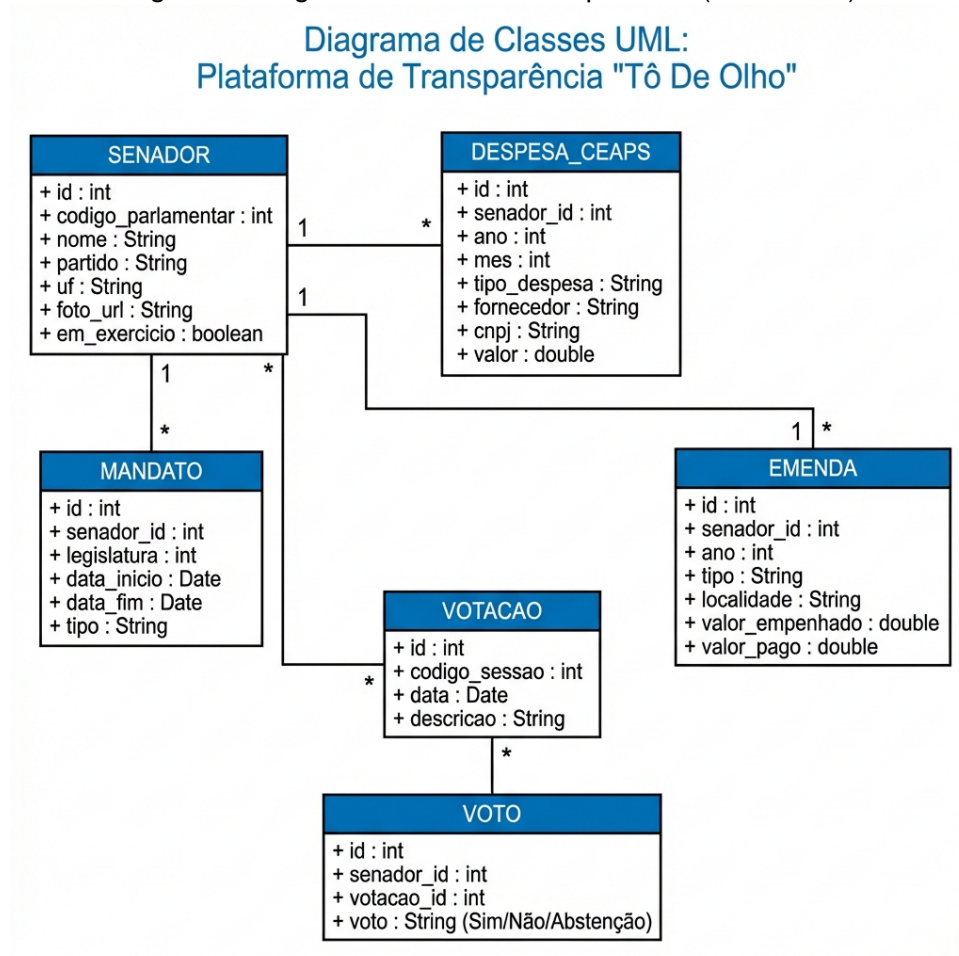 Diagrama de Classes UML:
Plataforma de Transparência "Tô De Olho"
SENADOR
+ id : int
+ codigo_parlamentar : int
+ nome : String
+ partido : String
+ uf : String
+ foto_url : String
+ em_exercicio : boolean
1
*
1
DESPESA_CEAPS
+ id : int
+ senador_id : int
+ ano : int
+ mes : int
+ tipo_despesa : String
+ fornecedor : String
+ cnpj : String
+ valor : double
1
*
*
1 *
MANDATO
+ id : int
+ senador_id : int
+ legislatura : int
+ data_inicio : Date
+ data_fim : Date
+ tipo : String
EMENDA
+ id : int
+ senador_id : int
+ ano : int
+ tipo : String
+ localidade : String
+ valor_empenhado : double
+ valor_pago : double
VOTACAO
+ id : int
+ codigo_sessao : int
+ data : Date
+ descricao : String
*
*
VOTO
+ id : int
+ senador_id : int
+ votacao_id : int
+ voto : String (Sim/Não/Abstenção)